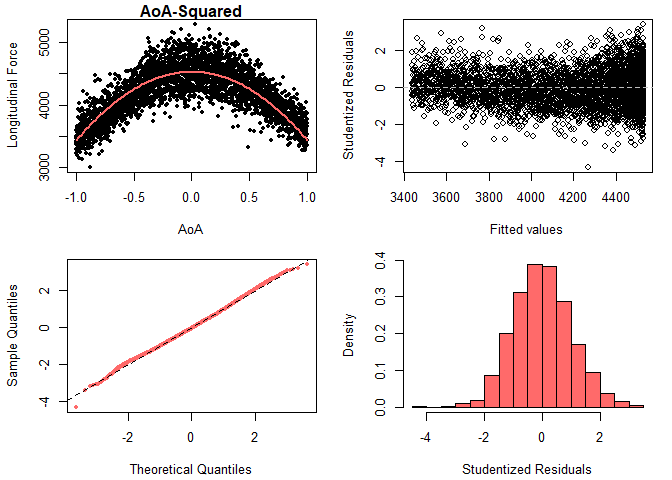 AoA-Squared
Longitudinal Force
3000 4000 5000
-1.0 -0.5 0.0 0.5 1.0
AoA
Studentized Residuals
-4 -2 0 2
3400 3600 3800 4000 4200 4400
Fitted values
Sample Quantiles
-4 -2 0 2
-2 0 2
Theoretical Quantiles
Density
0.0 0.1 0.2 0.3 0.4
-4 -2 0 2
Studentized Residuals